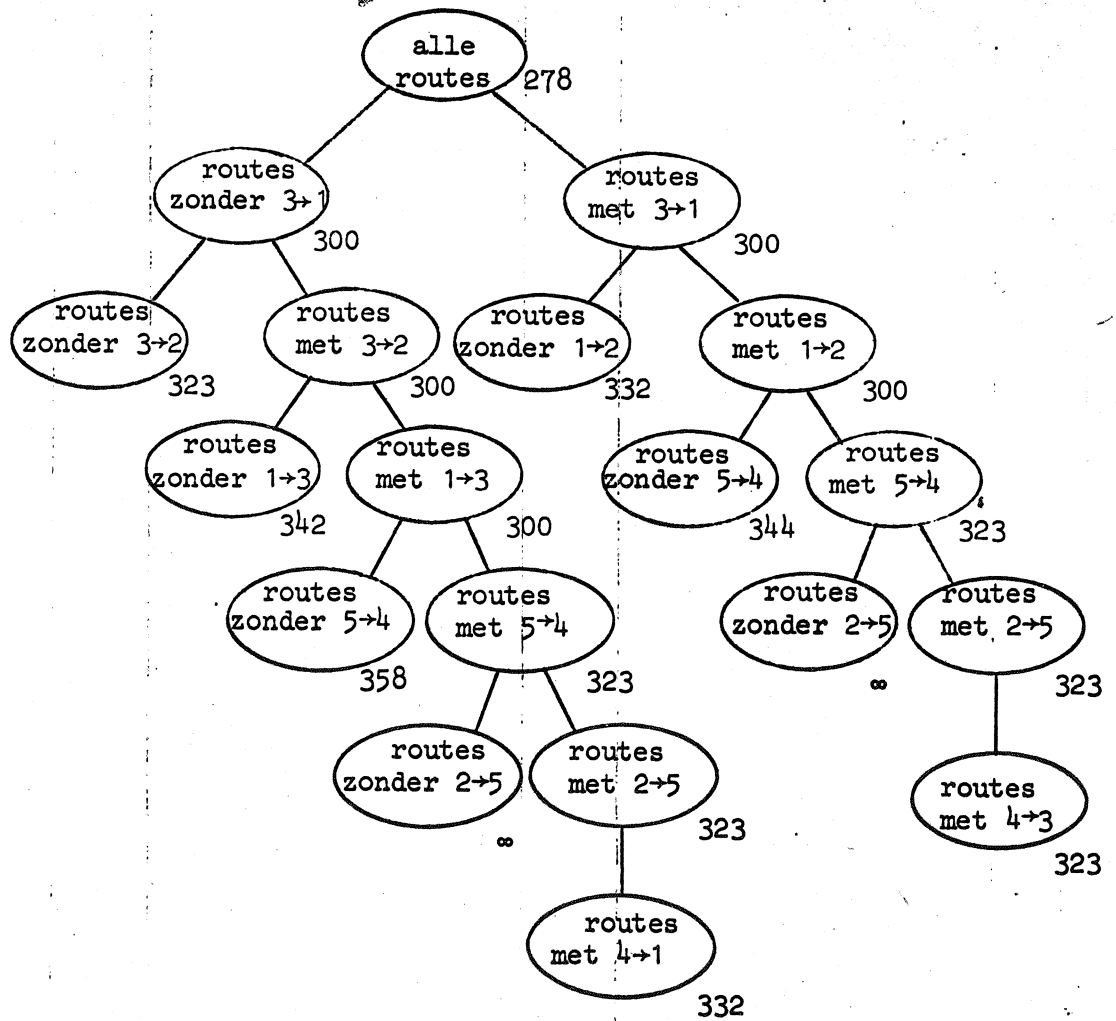 alle
routes
278
routes
zonder 3→1
300
routes
met 3→1
300
routes
zonder 3→2
323
routes
met 3→2
300
routes
zonder 1→2
332
routes
met 1→2
300
routes
zonder 1→3
342
routes
met 1→3
300
routes
zonder 5→4
344
routes
met 5→4
323
routes
zonder 5→4
358
routes
met 5→4
323
routes
zonder 2→5
∞
routes
met 2→5
323
routes
zonder 2→5
∞
routes
met 2→5
323
routes
met 4→3
323
routes
met 4→1
332